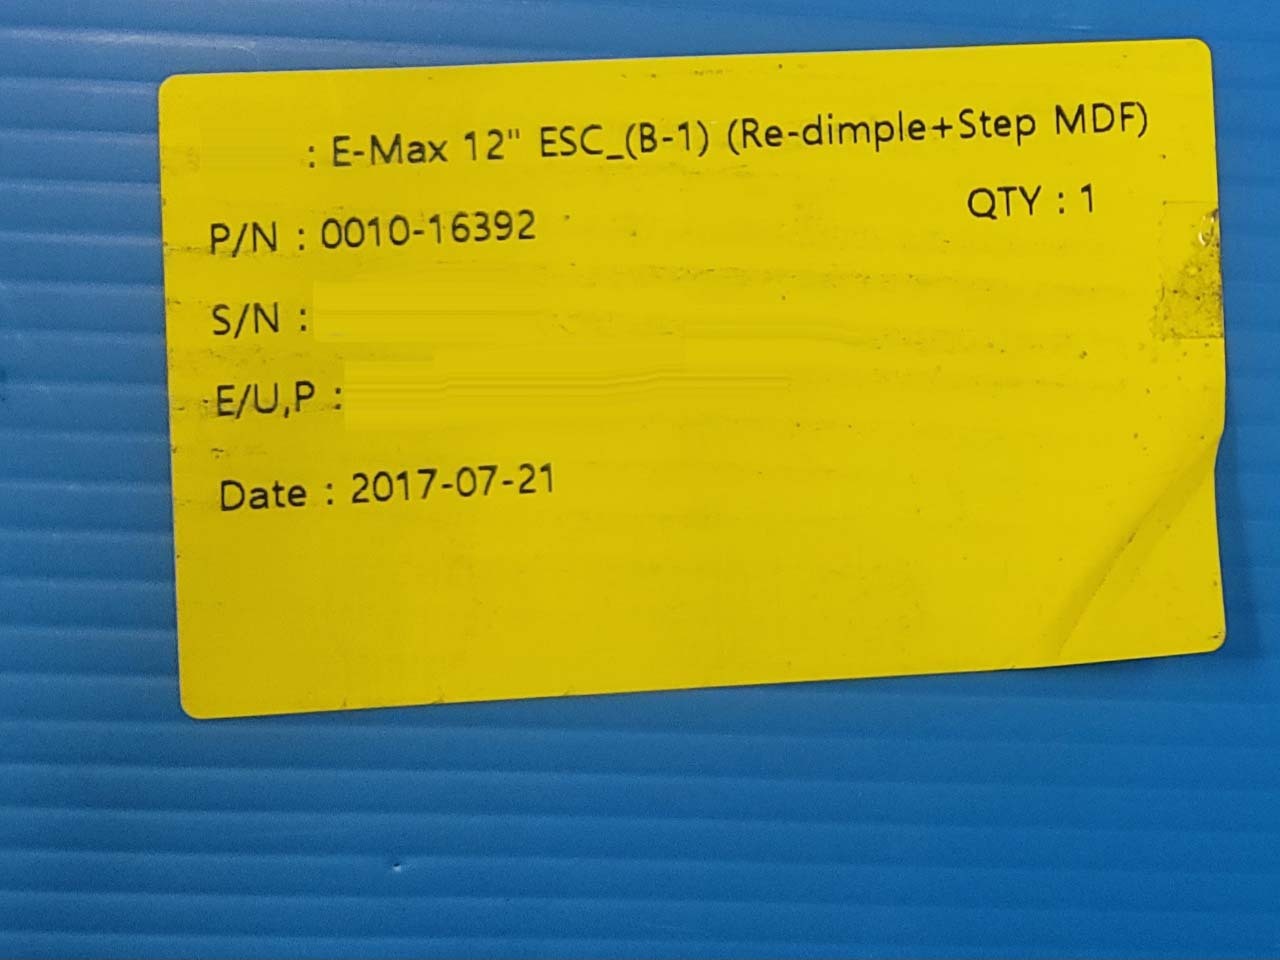 : E-Max 12" ESC_(B-1) (Re-dimple+Step MDF)
P/N : 0010-16392 QTY : 1
S/N :
E/U,P :
Date : 2017-07-21